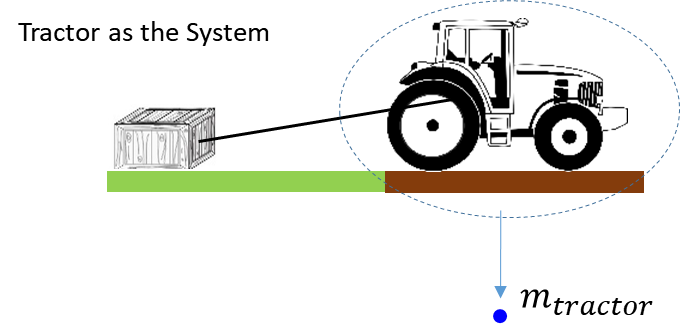 Tractor as the System
m_tractor